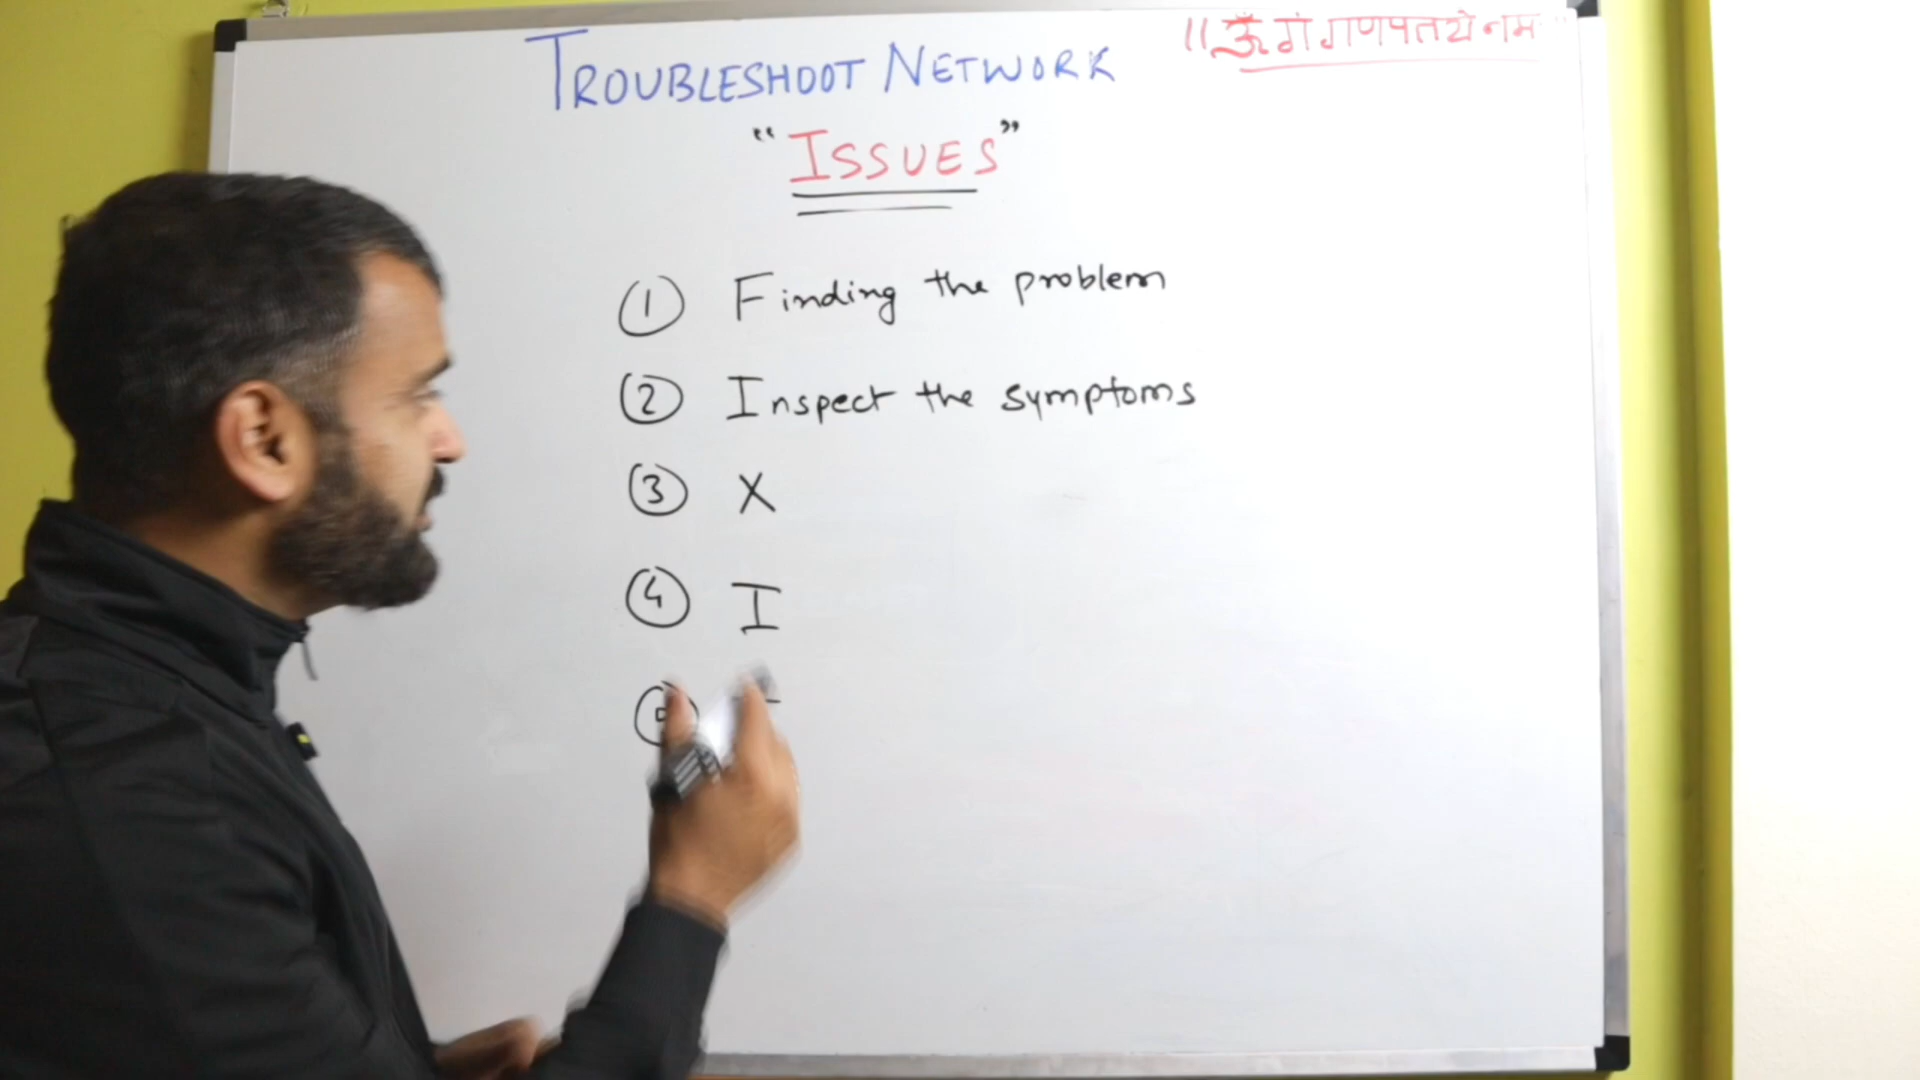 "ॐ गं गणपतये नम"
TROUBLESHOOT NETWORK
"ISSUES"
1 Finding the problem
2 Inspect the symptoms
3 X
4 I